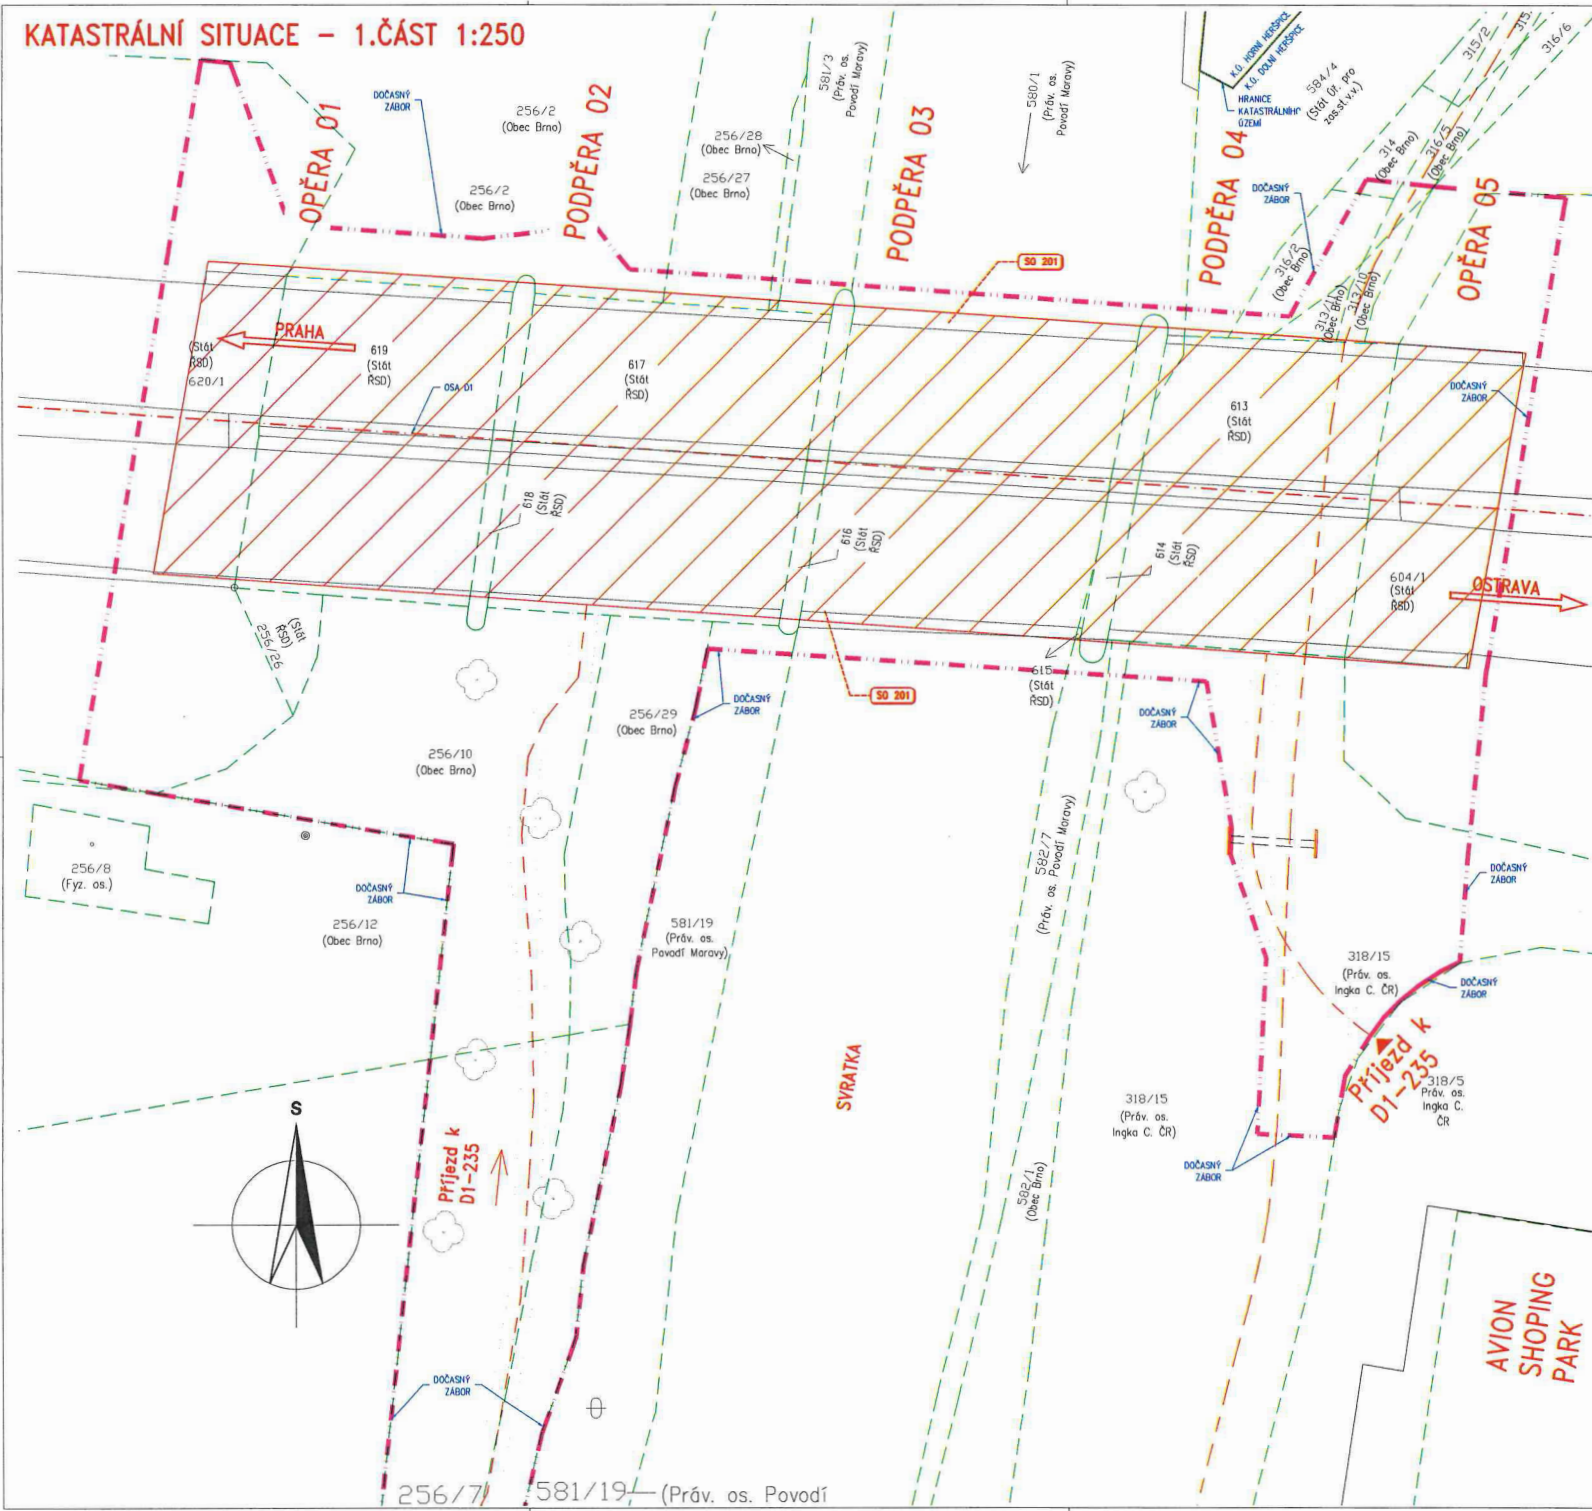 KATASTRÁLNÍ SITUACE – 1.ČÁST 1:250
OPĚRA 01
PODPĚRA 02
PODPĚRA 03
PODPĚRA 04
OPĚRA 05
DOČASNÝ
ZÁBOR
256/2
(Obec Brno)
256/2
(Obec Brno)
256/28
(Obec Brno)
256/27
(Obec Brno)
581/3
(Práv. os.
Povodí Moravy)
580/1
(Práv. os.
Povodí Moravy)
K.Ú. HORNÍ HERŠPICE
K.Ú. DOLNÍ HERŠPICE
HRANICE
KATASTRÁLNÍHO
ÚZEMÍ
584/4
(Stát Úř. pro
zas.st.v.v.)
315/2
315/
316/6
314
(Obec Brno)
316/5
(Obec Brno)
DOČASNÝ
ZÁBOR
316/2
(Obec Brno)
313/11
(Obec Brno)
313/10
(Obec Brno)
SO 201
PRAHA
(Stát
ŘSD)
620/1
619
(Stát
ŘSD)
OSA D1
617
(Stát
ŘSD)
613
(Stát
ŘSD)
DOČASNÝ
ZÁBOR
618
(Stát
ŘSD)
616
(Stát
ŘSD)
614
(Stát
ŘSD)
604/1
(Stát
ŘSD)
OSTRAVA
256/26
(Stát
ŘSD)
SO 201
615
(Stát
ŘSD)
DOČASNÝ
ZÁBOR
DOČASNÝ
ZÁBOR
256/29
(Obec Brno)
256/10
(Obec Brno)
582/7
(Práv. os. Povodí Moravy)
256/8
(Fyz. os.)
DOČASNÝ
ZÁBOR
DOČASNÝ
ZÁBOR
256/12
(Obec Brno)
581/19
(Práv. os.
Povodí Moravy)
318/15
(Práv. os.
Ingka C. ČR)
DOČASNÝ
ZÁBOR
Příjezd k
D1-235
318/5
Práv. os.
Ingka C.
ČR
SVRATKA
318/15
(Práv. os.
Ingka C. ČR)
S
Příjezd k
D1-235
DOČASNÝ
ZÁBOR
582/1
(Obec Brno)
AVION
SHOPING
PARK
DOČASNÝ
ZÁBOR
256/7
581/19
(Práv. os. Povodí